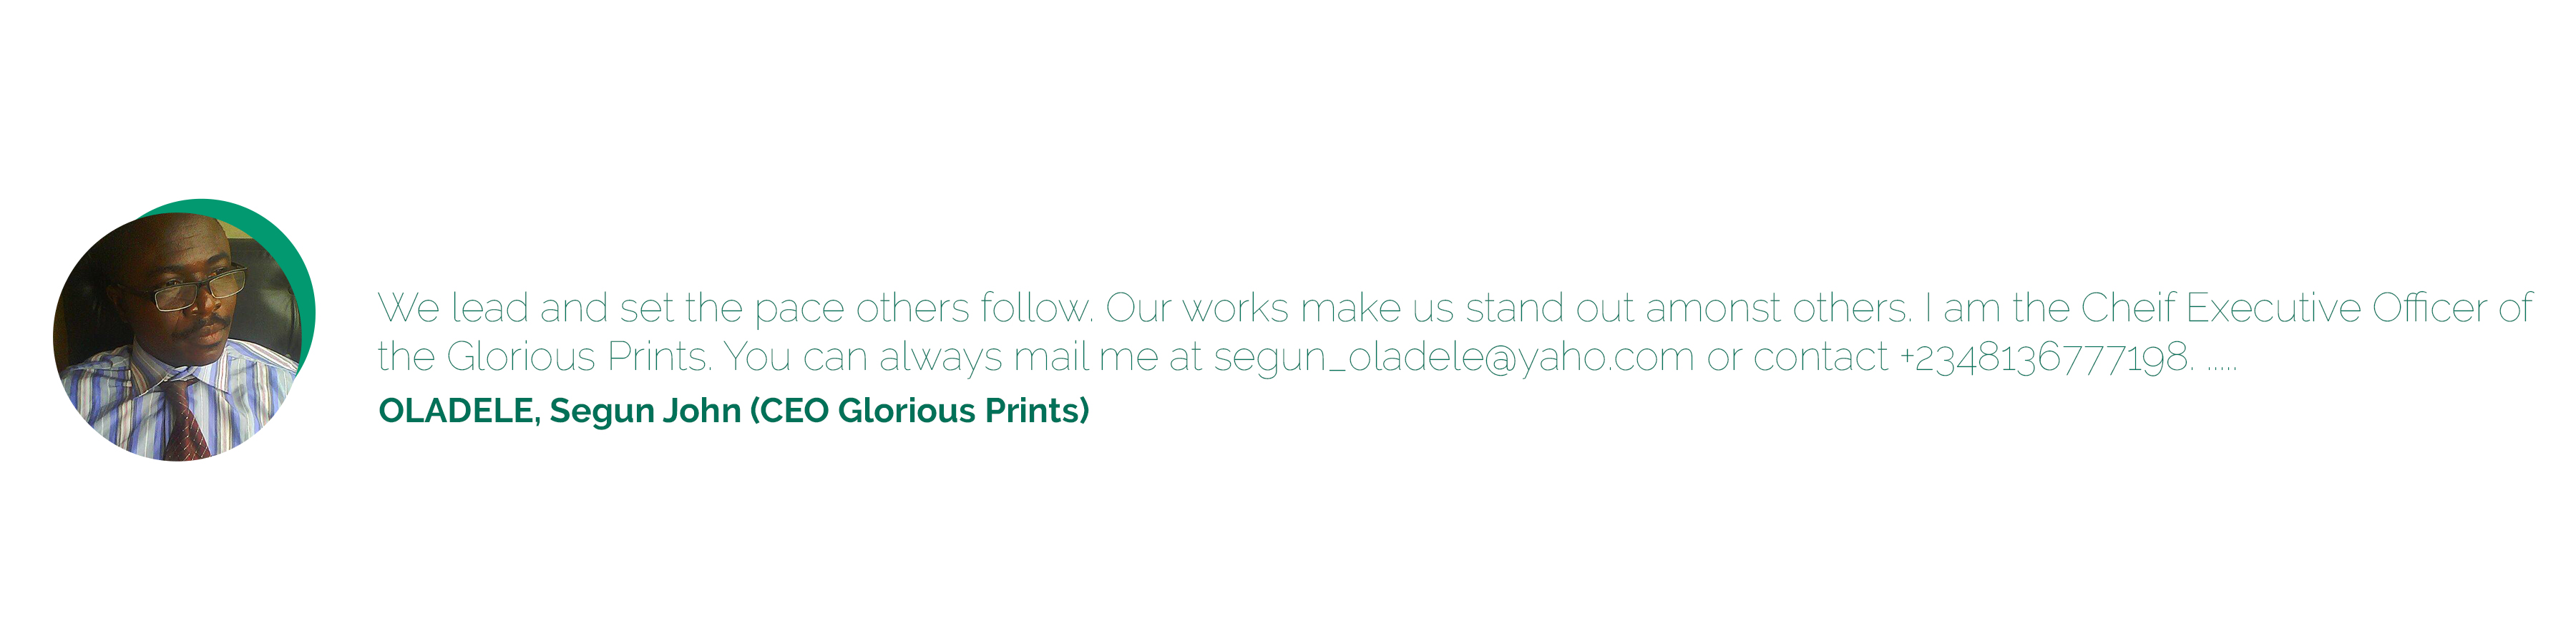 We lead and set the pace others follow. Our works make us stand out amonst others. I am the Cheif Executive Officer of
the Glorious Prints. You can always mail me at segun_oladele@yaho.com or contact +2348136777198. .....
OLADELE, Segun John (CEO Glorious Prints)